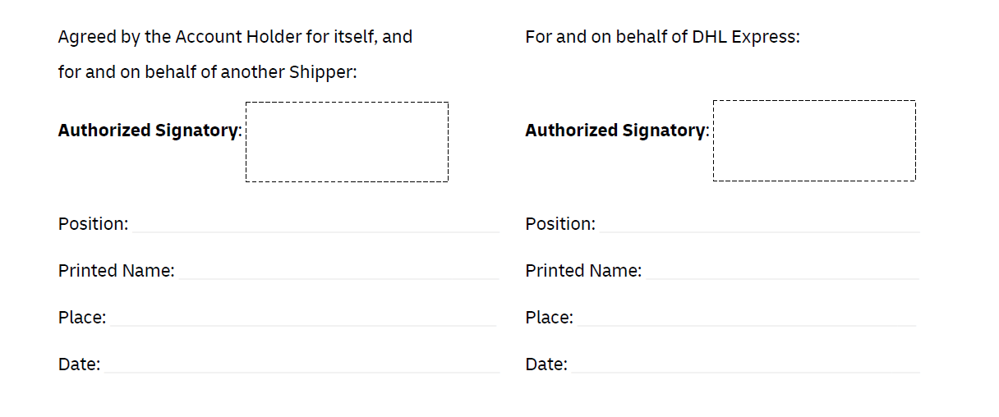 Agreed by the Account Holder for itself, and
for and on behalf of another Shipper:
Authorized Signatory:
Position:
Printed Name:
Place:
Date:
For and on behalf of DHL Express:
Authorized Signatory:
Position:
Printed Name:
Place:
Date: